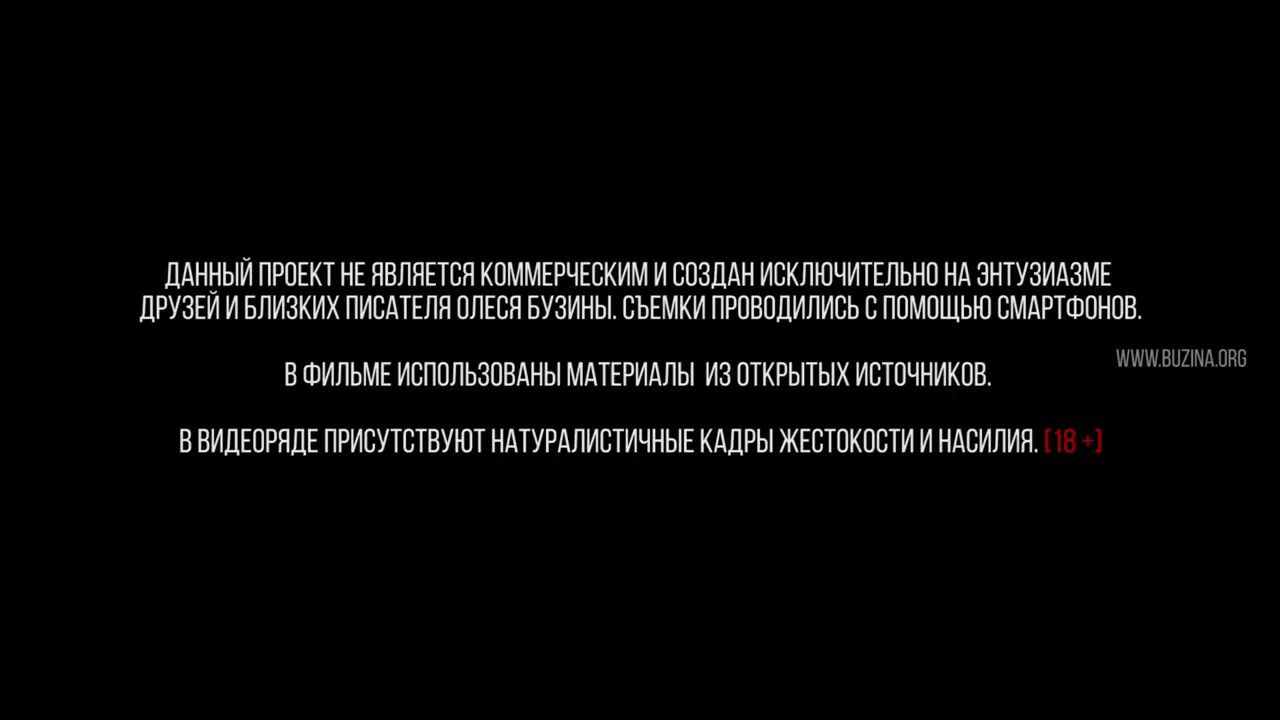 ДАННЫЙ ПРОЕКТ НЕ ЯВЛЯЕТСЯ КОММЕРЧЕСКИМ И СОЗДАН ИСКЛЮЧИТЕЛЬНО НА ЭНТУЗИАЗМЕ
ДРУЗЕЙ И БЛИЗКИХ ПИСАТЕЛЯ ОЛЕСЯ БУЗИНЫ. СЪЕМКИ ПРОВОДИЛИСЬ С ПОМОЩЬЮ СМАРТФОНОВ.
WWW.BUZINA.ORG
В ФИЛЬМЕ ИСПОЛЬЗОВАНЫ МАТЕРИАЛЫ ИЗ ОТКРЫТЫХ ИСТОЧНИКОВ.
В ВИДЕОРЯДЕ ПРИСУТСТВУЮТ НАТУРАЛИСТИЧНЫЕ КАДРЫ ЖЕСТОКОСТИ И НАСИЛИЯ. [18 +]